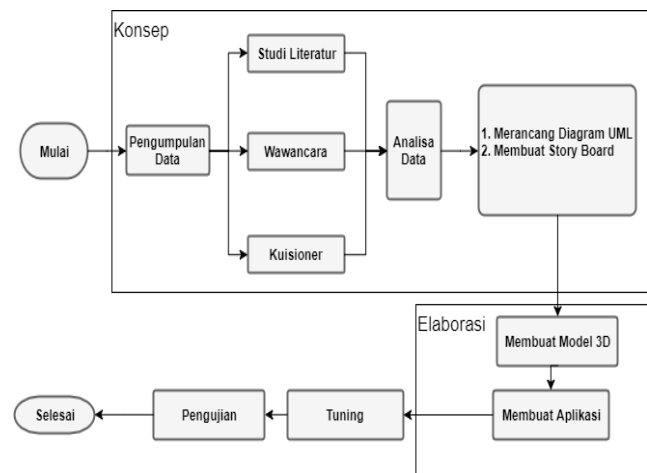 Konsep
Studi Literatur
Mulai
Pengumpulan
Data
Wawancara
Analisa
Data
1. Merancang Diagram UML
2. Membuat Story Board
Kuisioner
Elaborasi
Membuat Model 3D
Selesai
Pengujian
Tuning
Membuat Aplikasi